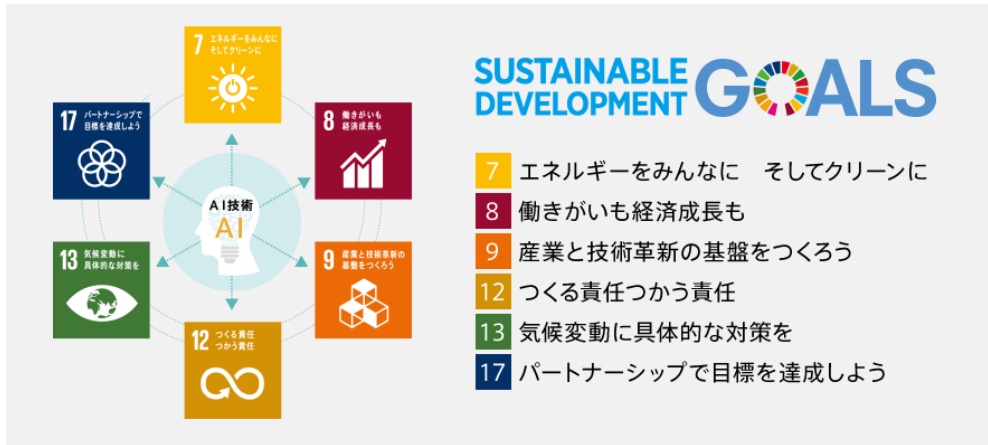 7 エネルギーをみんなに
そしてクリーンに
17 パートナーシップで
目標を達成しよう
8 働きがいも
経済成長も
AI技術
AI
13 気候変動に
具体的な対策を
9 産業と技術革新の
基盤をつくろう
12 つくる責任
つかう責任
SUSTAINABLE
DEVELOPMENT
GOALS
7 エネルギーをみんなに　そしてクリーンに
8 働きがいも経済成長も
9 産業と技術革新の基盤をつくろう
12 つくる責任つかう責任
13 気候変動に具体的な対策を
17 パートナーシップで目標を達成しよう